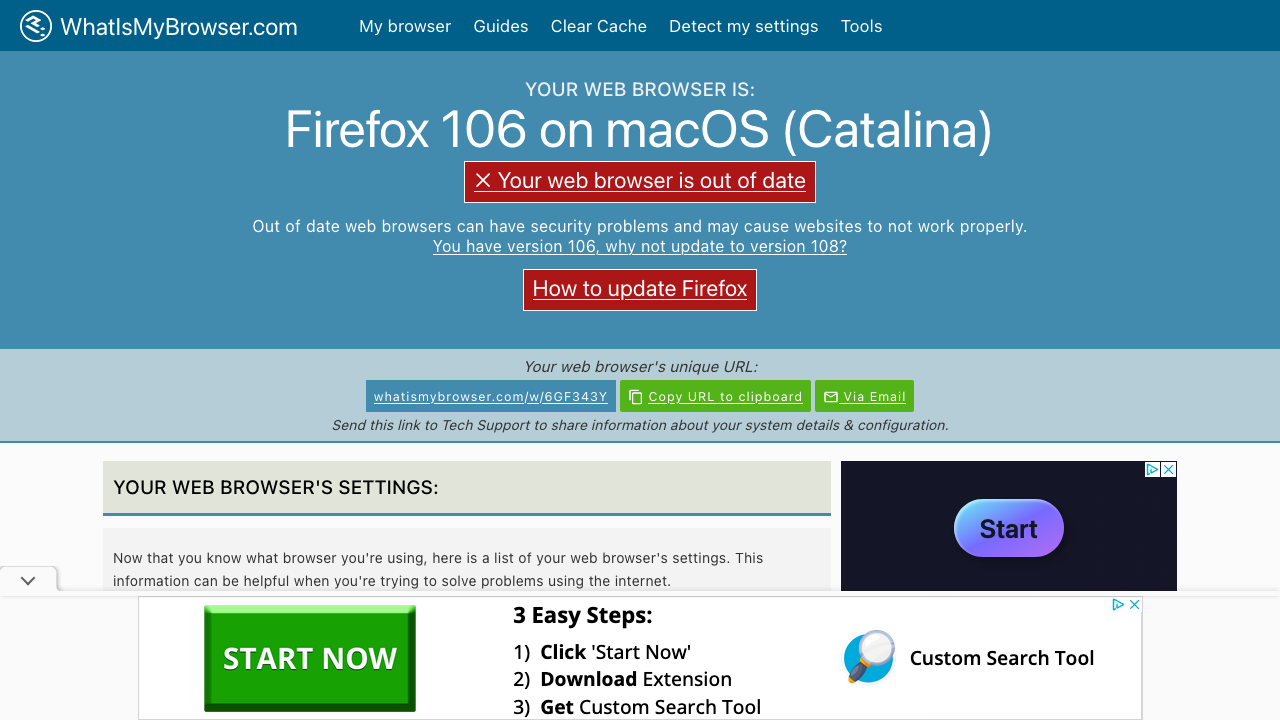 WhatIsMyBrowser.com
My browser Guides Clear Cache Detect my settings Tools
YOUR WEB BROWSER IS:
Firefox 106 on macOS (Catalina)
Your web browser is out of date
Out of date web browsers can have security problems and may cause websites to not work properly.
You have version 106, why not update to version 108?
How to update Firefox
Your web browser's unique URL:
whatismybrowser.com/w/6GF343Y Copy URL to clipboard Via Email
Send this link to Tech Support to share information about your system details & configuration.
YOUR WEB BROWSER'S SETTINGS:
Now that you know what browser you're using, here is a list of your web browser's settings. This
information can be helpful when you're trying to solve problems using the internet.
Start
START NOW
3 Easy Steps:
1) Click 'Start Now'
2) Download Extension
3) Get Custom Search Tool
Custom Search Tool